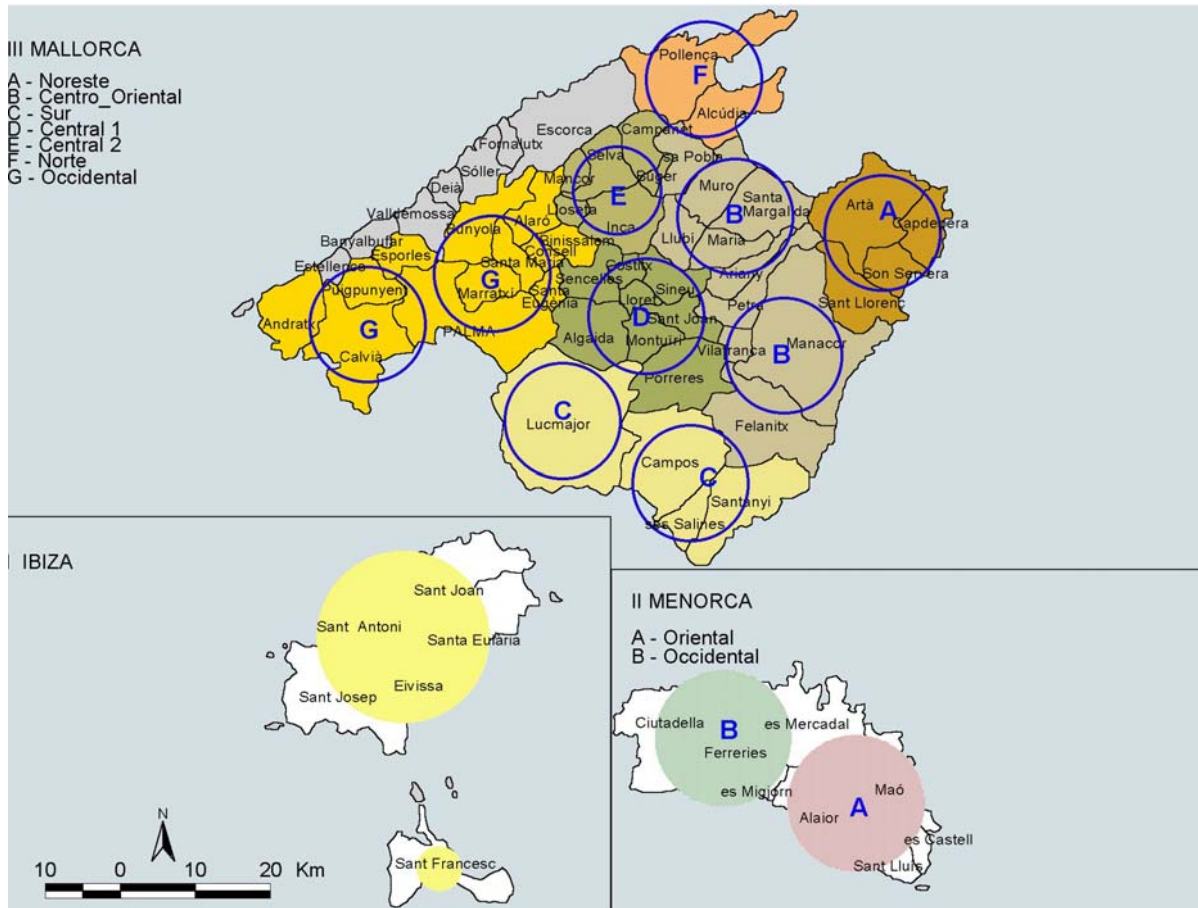 III MALLORCA
A - Noreste
B - Centro_Oriental
C - Sur
D - Central 1
E - Central 2
F - Norte
G - Occidental
Pollença
F
Alcúdia
Escorca
Campanet
Fornalutx
Selva
sa Pobla
Sóller
Mancor
Búger
Muro
Santa
Margalida
Artà
A
Capdepera
Deià
E
Lloseta
B
Valldemossa
Alaró
Bunyola
Inca
Llubí
María
Banyalbufar
Binissalem
Consell
Esporles
Santa Maria
Costitx
Ariany
Son Servera
Estellencs
Sencelles
Sineu
Puigpunyent
G
Marratxí
Santa
Eugènia
loret
Petra
Sant Llorenç
Andratx
G
PALMA
D
Sant Joan
Algaida
Montuïri
Vilafranca
B
Manacor
Calvià
Porreres
C
Lucmajor
Felanitx
Campos
C
Santanyi
ses Salines
I IBIZA
Sant Joan
Sant Antoni
Santa Eulària
Eivissa
Sant Josep
Sant Francesc
N
10 0 10 20 Km
II MENORCA
A - Oriental
B - Occidental
Ciutadella
B
es Mercadal
Ferreries
es Migjorn
Maó
Alaior
A
es Castell
Sant Lluís